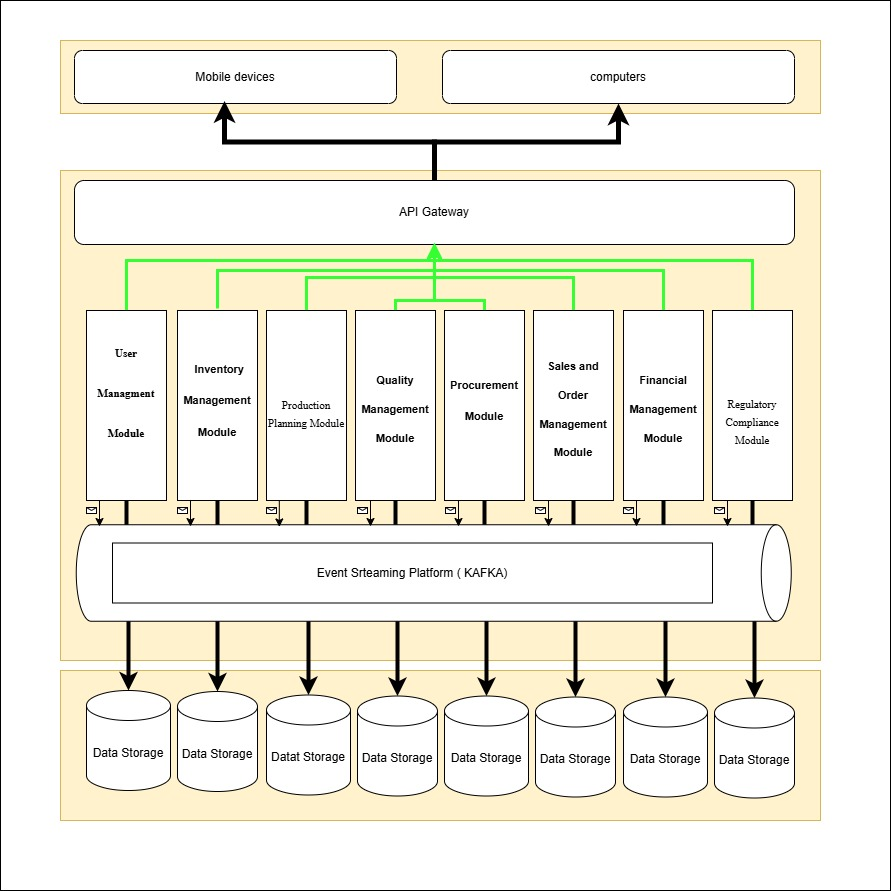 Mobile devices
computers
API Gateway
User
Managment
Module
Inventory
Management
Module
Production
Planning Module
Quality
Management
Module
Procurement
Module
Sales and
Order
Management
Module
Financial
Management
Module
Regulatory
Compliance
Module
Event Srteaming Platform ( KAFKA)
Data Storage
Data Storage
Datat Storage
Data Storage
Data Storage
Data Storage
Data Storage
Data Storage